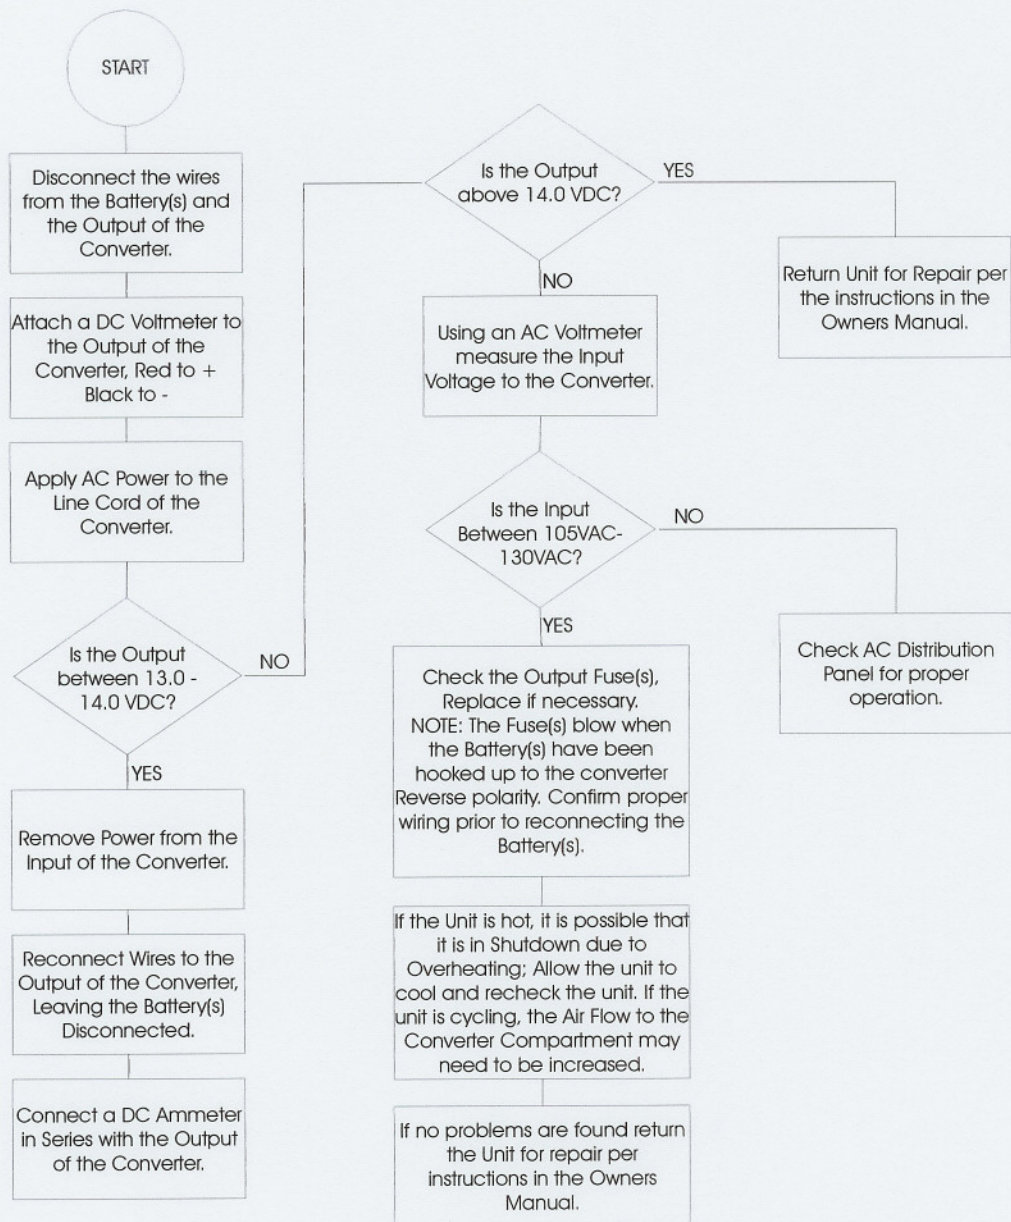 START
Disconnect the wires
from the Battery(s) and
the Output of the
Converter.
Attach a DC Voltmeter to
the Output of the
Converter, Red to +
Black to -
Apply AC Power to the
Line Cord of the
Converter.
Is the Output
between 13.0 -
14.0 VDC?
NO
YES
Remove Power from the
Input of the Converter.
Reconnect Wires to the
Output of the Converter,
Leaving the Battery(s)
Disconnected.
Connect a DC Ammeter
in Series with the Output
of the Converter.
Is the Output
above 14.0 VDC?
YES
Return Unit for Repair per
the instructions in the
Owners Manual.
NO
Using an AC Voltmeter
measure the Input
Voltage to the Converter.
Is the Input
Between 105VAC-
130VAC?
NO
Check AC Distribution
Panel for proper
operation.
YES
Check the Output Fuse(s),
Replace if necessary.
NOTE: The Fuse(s) blow when
the Battery(s) have been
hooked up to the converter
Reverse polarity. Confirm proper
wiring prior to reconnecting the
Battery(s).
If the Unit is hot, it is possible that
it is in Shutdown due to
Overheating; Allow the unit to
cool and recheck the unit. If the
unit is cycling, the Air Flow to the
Converter Compartment may
need to be increased.
If no problems are found return
the Unit for repair per
instructions in the Owners
Manual.